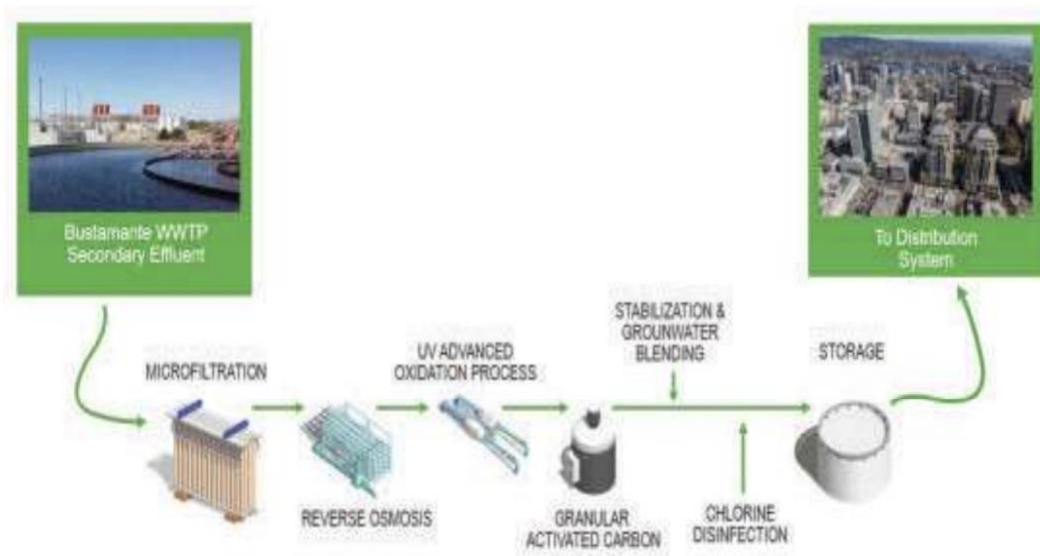 Bustamante WWTP
Secondary Effluent
To Distribution
System
MICROFILTRATION
REVERSE OSMOSIS
UV ADVANCED
OXIDATION PROCESS
GRANULAR
ACTIVATED CARBON
STABILIZATION &
GROUNWATER
BLENDING
CHLORINE
DISINFECTION
STORAGE